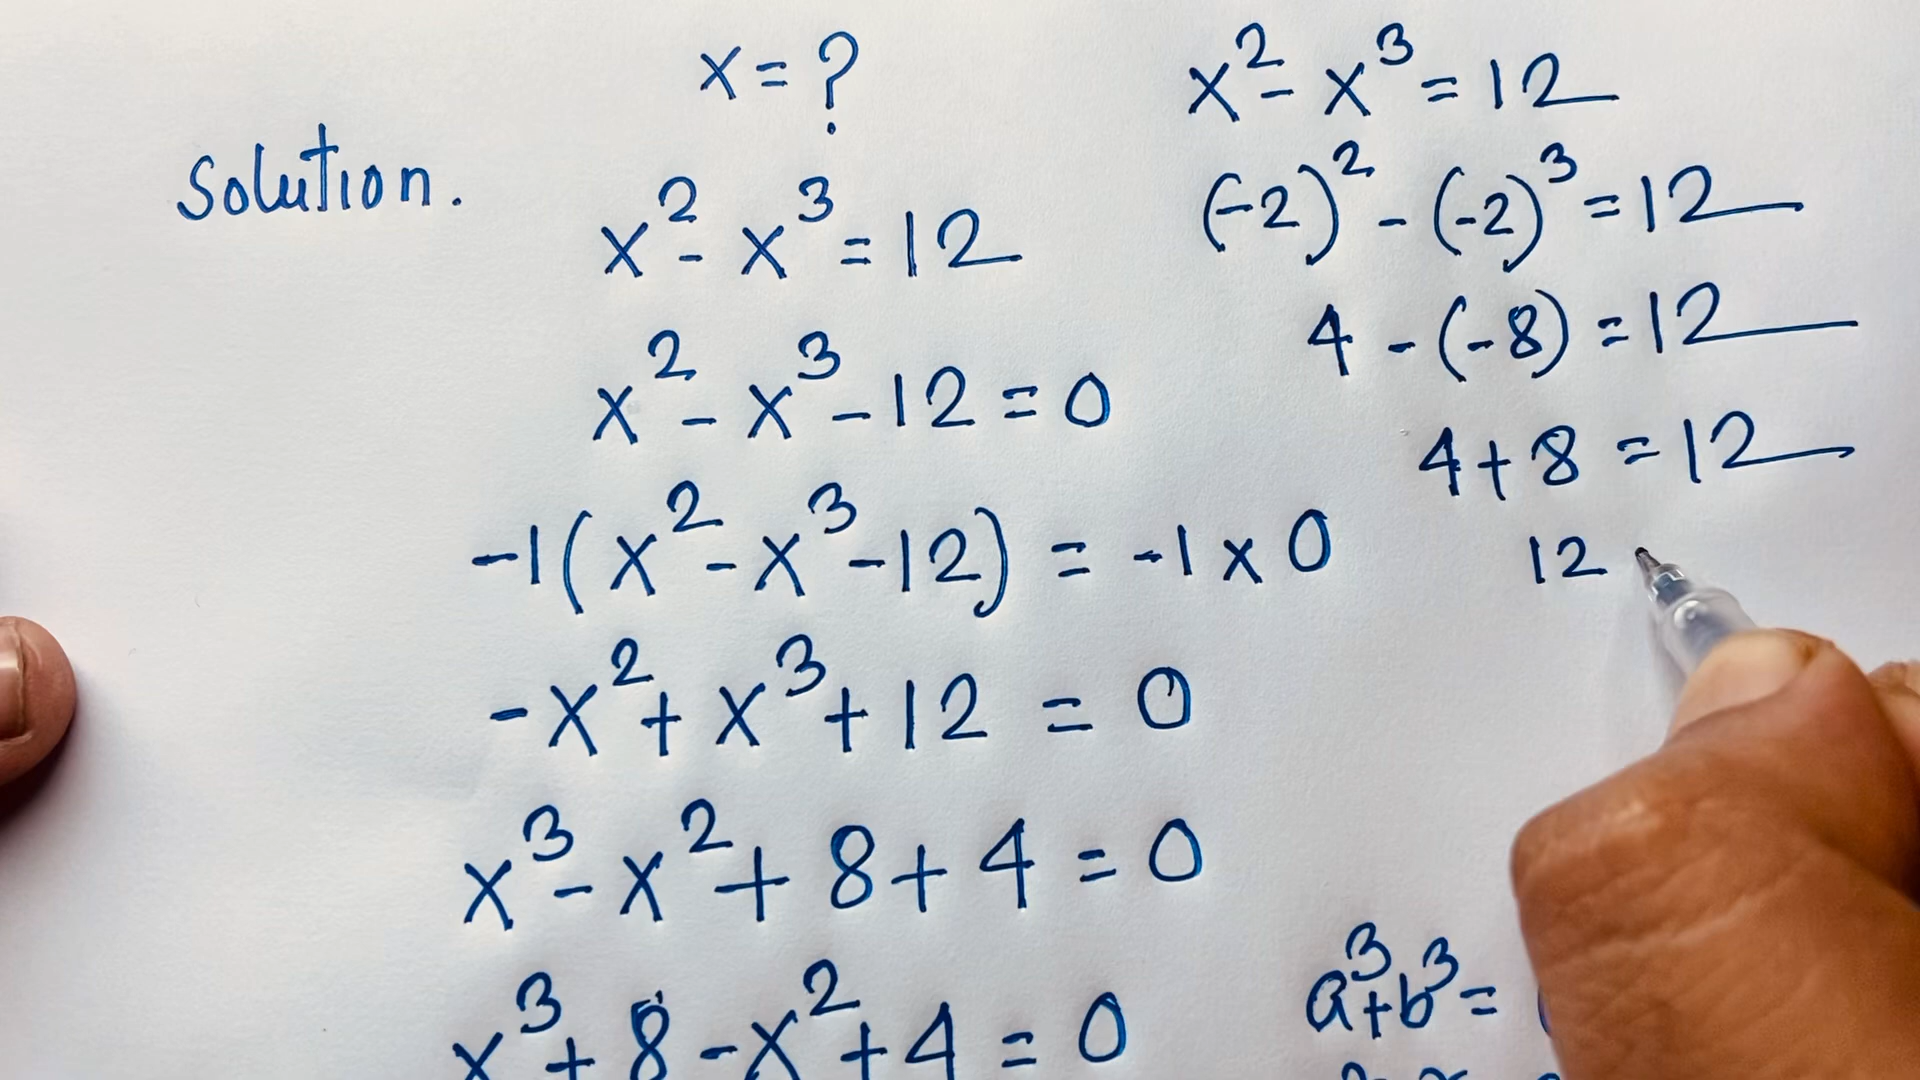 x = ?
Solution.
x² - x³ = 12
x² - x³ - 12 = 0
-1(x² - x³ - 12) = -1 x 0
-x² + x³ + 12 = 0
x³ - x² + 8 + 4 = 0
x³ + 8 - x² + 4 = 0
x² - x³ = 12
(-2)² - (-2)³ = 12
4 - (-8) = 12
4 + 8 = 12
12
a³ + b³ =